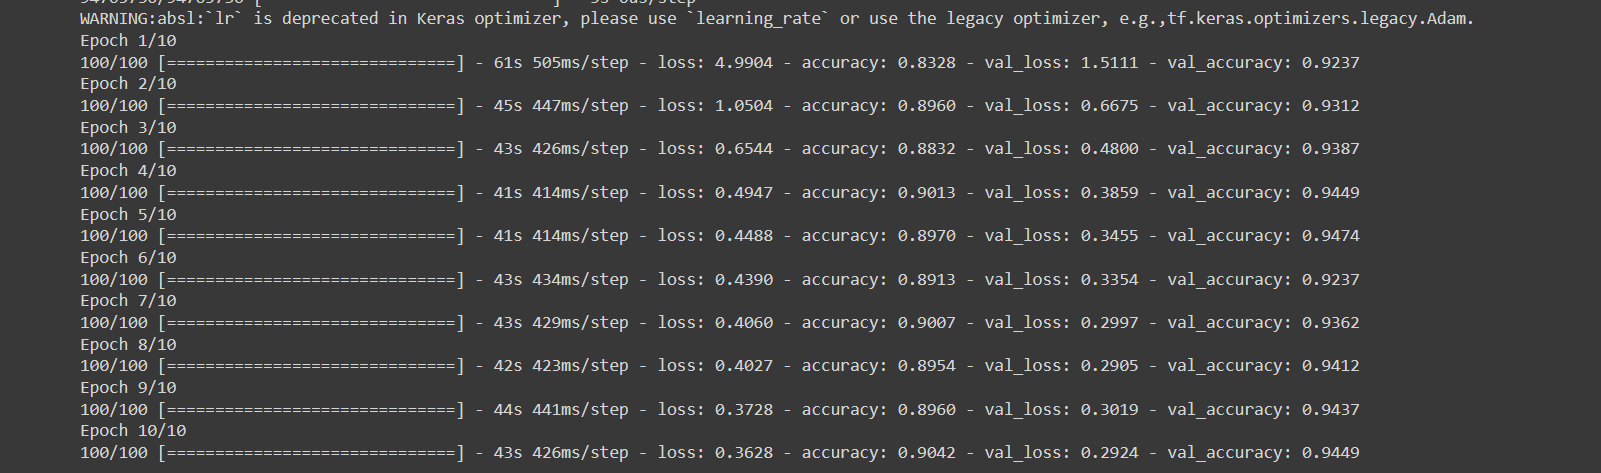 WARNING:absl:`lr` is deprecated in Keras optimizer, please use `learning_rate` or use the legacy optimizer, e.g.,tf.keras.optimizers.legacy.Adam.
Epoch 1/10
100/100 [==============================] - 61s 505ms/step - loss: 4.9904 - accuracy: 0.8328 - val_loss: 1.5111 - val_accuracy: 0.9237
Epoch 2/10
100/100 [==============================] - 45s 447ms/step - loss: 1.0504 - accuracy: 0.8960 - val_loss: 0.6675 - val_accuracy: 0.9312
Epoch 3/10
100/100 [==============================] - 43s 426ms/step - loss: 0.6544 - accuracy: 0.8832 - val_loss: 0.4800 - val_accuracy: 0.9387
Epoch 4/10
100/100 [==============================] - 41s 414ms/step - loss: 0.4947 - accuracy: 0.9013 - val_loss: 0.3859 - val_accuracy: 0.9449
Epoch 5/10
100/100 [==============================] - 41s 414ms/step - loss: 0.4488 - accuracy: 0.8970 - val_loss: 0.3455 - val_accuracy: 0.9474
Epoch 6/10
100/100 [==============================] - 43s 434ms/step - loss: 0.4390 - accuracy: 0.8913 - val_loss: 0.3354 - val_accuracy: 0.9237
Epoch 7/10
100/100 [==============================] - 43s 429ms/step - loss: 0.4060 - accuracy: 0.9007 - val_loss: 0.2997 - val_accuracy: 0.9362
Epoch 8/10
100/100 [==============================] - 42s 423ms/step - loss: 0.4027 - accuracy: 0.8954 - val_loss: 0.2905 - val_accuracy: 0.9412
Epoch 9/10
100/100 [==============================] - 44s 441ms/step - loss: 0.3728 - accuracy: 0.8960 - val_loss: 0.3019 - val_accuracy: 0.9437
Epoch 10/10
100/100 [==============================] - 43s 426ms/step - loss: 0.3628 - accuracy: 0.9042 - val_loss: 0.2924 - val_accuracy: 0.9449